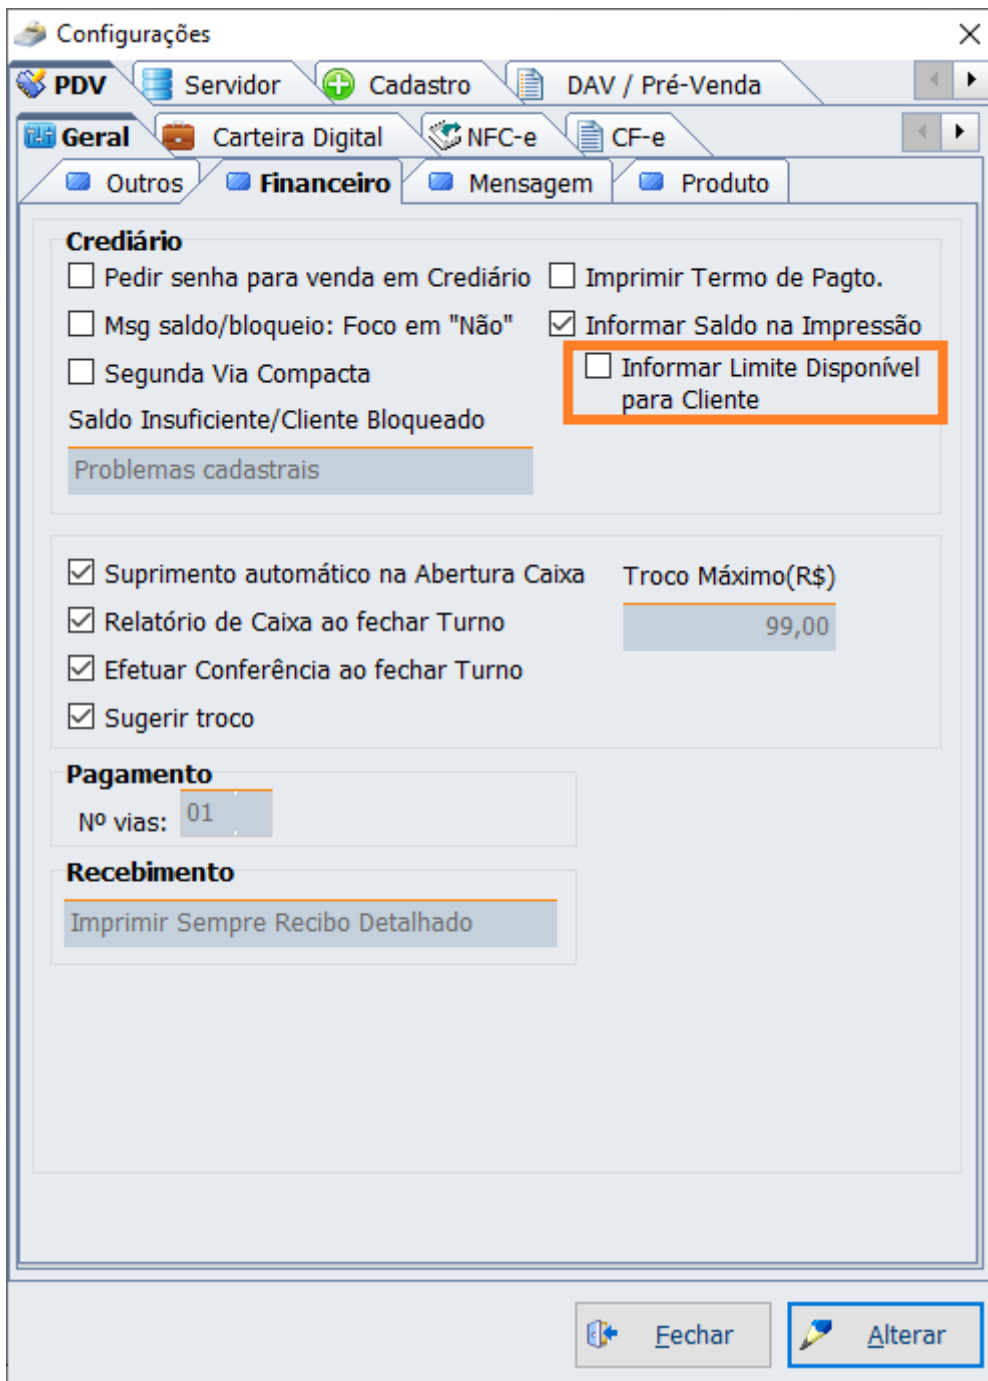 Configurações
PDV Servidor Cadastro DAV / Pré-Venda
Geral Carteira Digital NFC-e CF-e
Outros Financeiro Mensagem Produto
Crediário
Pedir senha para venda em Crediário Imprimir Termo de Pagto.
Msg saldo/bloqueio: Foco em "Não" Informar Saldo na Impressão
Segunda Via Compacta Informar Limite Disponível
para Cliente
Saldo Insuficiente/Cliente Bloqueado
Problemas cadastrais
Suprimento automático na Abertura Caixa Troco Máximo(R$)
Relatório de Caixa ao fechar Turno 99,00
Efetuar Conferência ao fechar Turno
Sugerir troco
Pagamento
Nº vias: 01
Recebimento
Imprimir Sempre Recibo Detalhado
Fechar Alterar